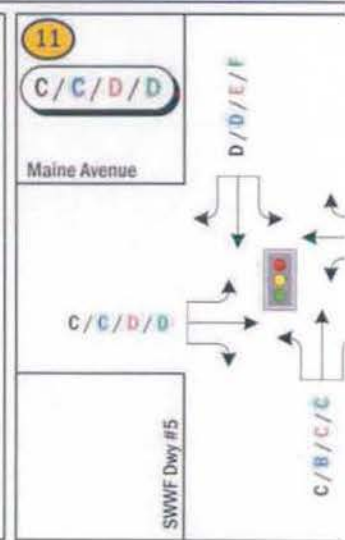 11
C/C/D/D
D/D/E/F
Maine Avenue
C/C/D/D
SWWF Dwy #5
C/B/C/C